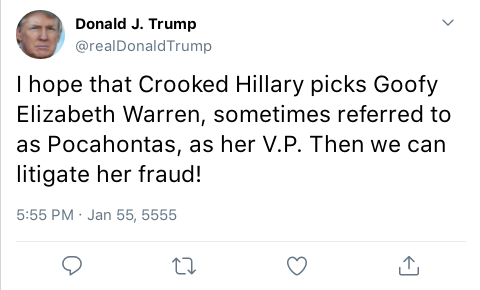 Donald J. Trump
@realDonaldTrump
I hope that Crooked Hillary picks Goofy
Elizabeth Warren, sometimes referred to
as Pocahontas, as her V.P. Then we can
litigate her fraud!
5:55 PM · Jan 55, 5555